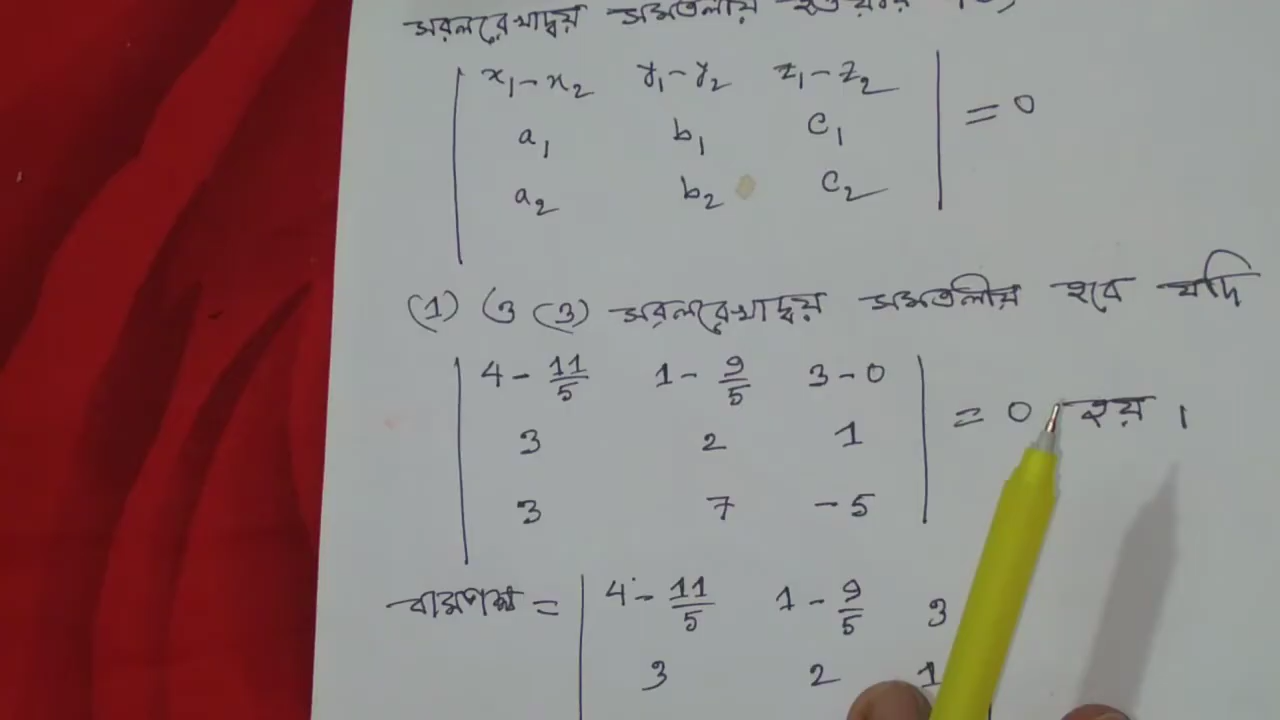 সরলরেখাদ্বয় সমতলীয় হওয়ার
| x₁ - x₂  y₁ - y₂  z₁ - z₂ |
| a₁  b₁  c₁ | = 0
| a₂  b₂  c₂ |
(1) ও (3) সরলরেখাদ্বয় সমতলীয় হবে যদি
| 4 - 11/5  1 - 9/5  3 - 0 |
| 3  2  1 | = 0 হয় ।
| 3  7  -5 |
বামপক্ষ = | 4 - 11/5  1 - 9/5  3
3  2  1